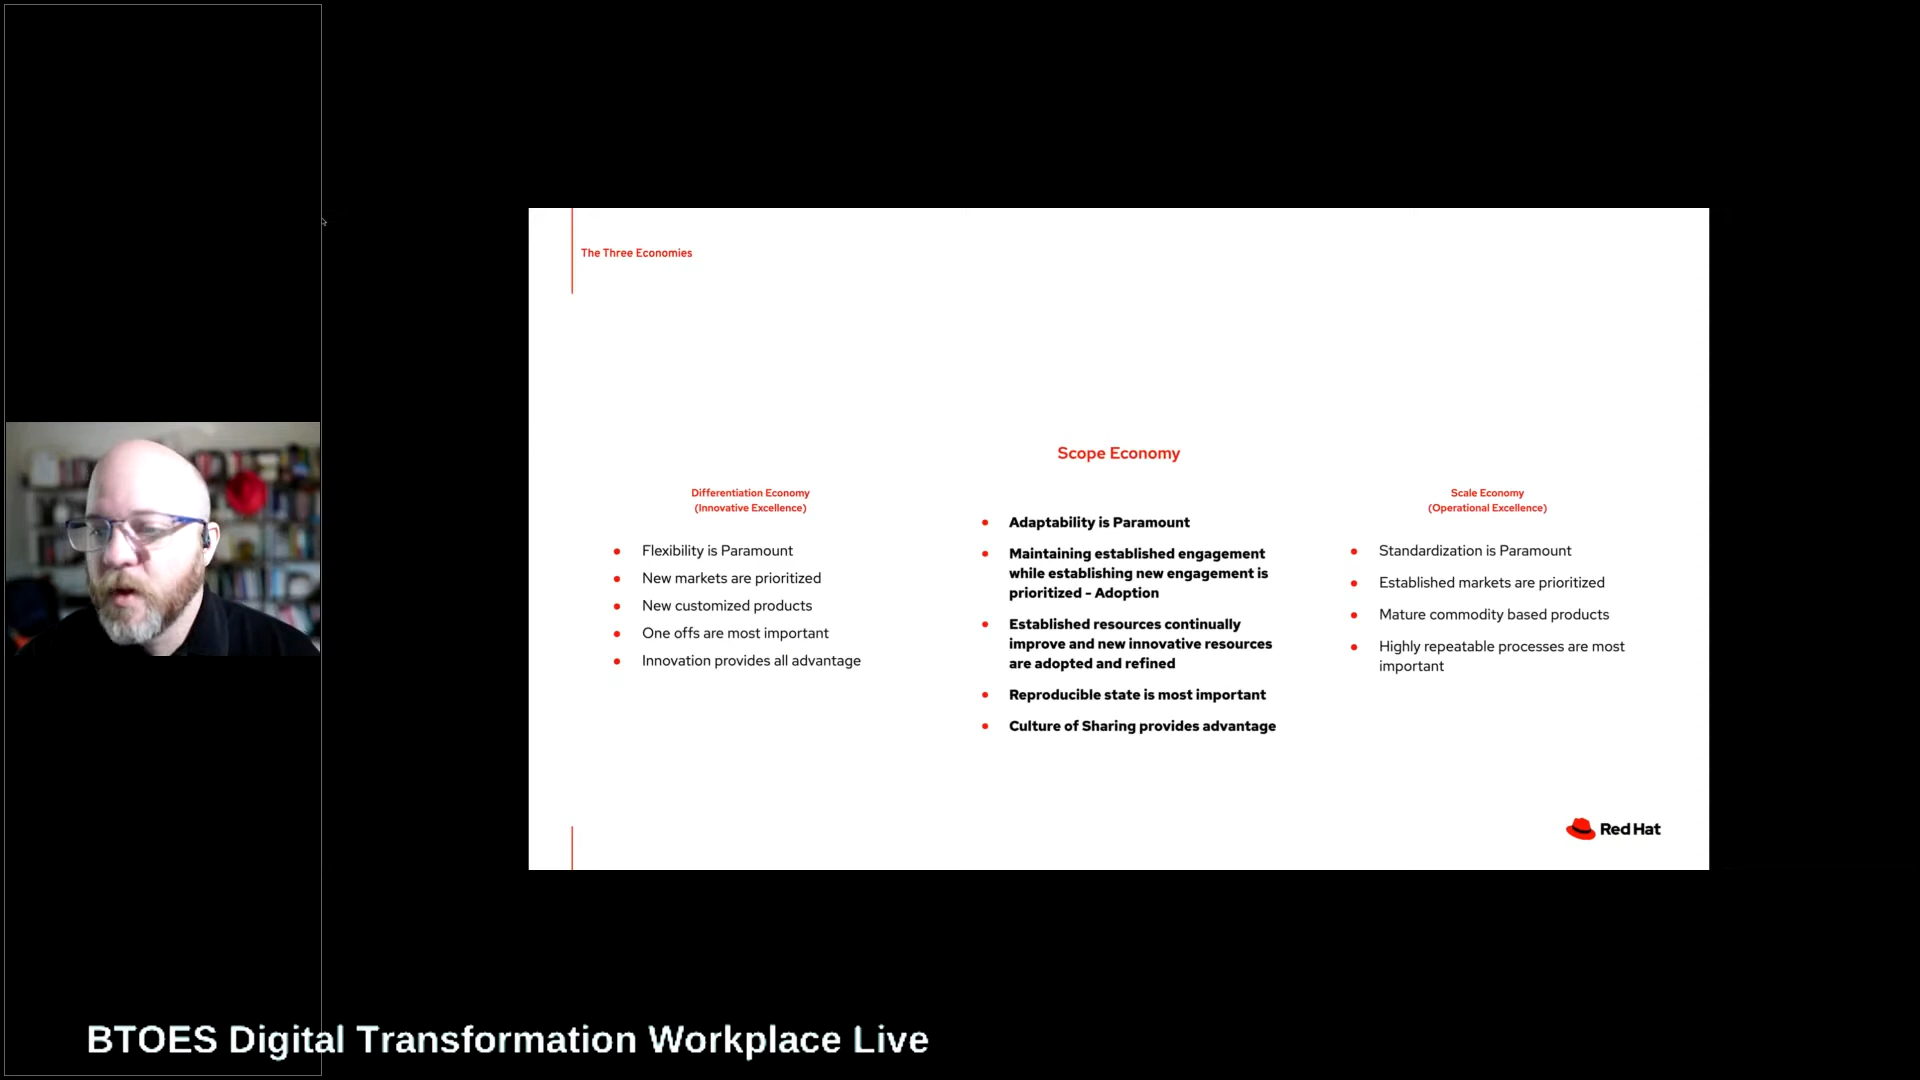 The Three Economies
Scope Economy
Differentiation Economy
(Innovative Excellence)
Flexibility is Paramount
New markets are prioritized
New customized products
One offs are most important
Innovation provides all advantage
Adaptability is Paramount
Maintaining established engagement
while establishing new engagement is
prioritized - Adoption
Established resources continually
improve and new innovative resources
are adopted and refined
Reproducible state is most important
Culture of Sharing provides advantage
Scale Economy
(Operational Excellence)
Standardization is Paramount
Established markets are prioritized
Mature commodity based products
Highly repeatable processes are most
important
Red Hat
BTOES Digital Transformation Workplace Live